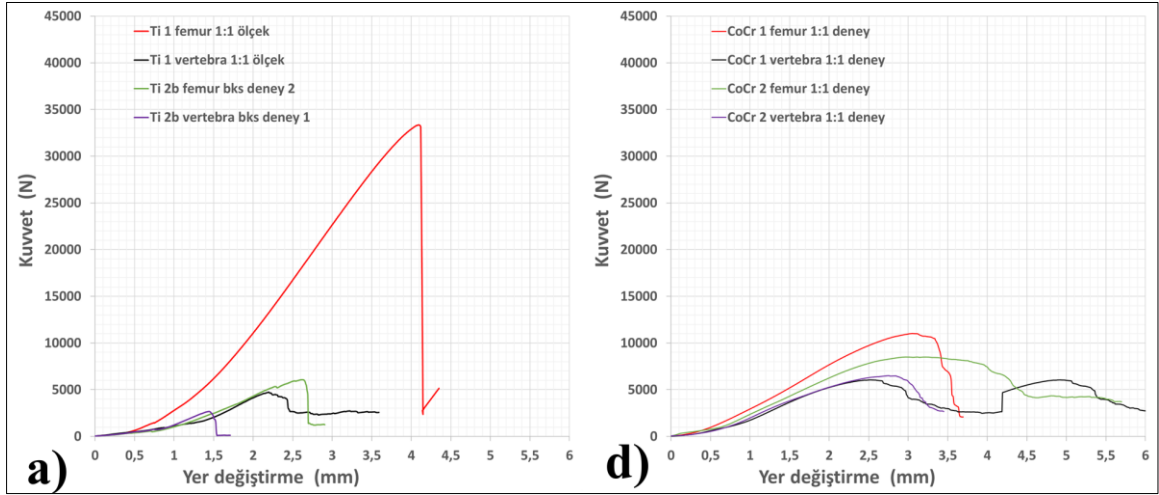 45000
40000
35000
30000
25000
20000
15000
10000
5000
0
Kuvvet (N)
Ti 1 femur 1:1 ölçek
Ti 1 vertebra 1:1 ölçek
Ti 2b femur bks deney 2
Ti 2b vertebra bks deney 1
0 0,5 1 1,5 2 2,5 3 3,5 4 4,5 5 5,5 6
Yer değiştirme (mm)
a)
45000
40000
35000
30000
25000
20000
15000
10000
5000
0
Kuvvet (N)
CoCr 1 femur 1:1 deney
CoCr 1 vertebra 1:1 deney
CoCr 2 femur 1:1 deney
CoCr 2 vertebra 1:1 deney
0 0,5 1 1,5 2 2,5 3 3,5 4 4,5 5 5,5 6
Yer değiştirme (mm)
d)